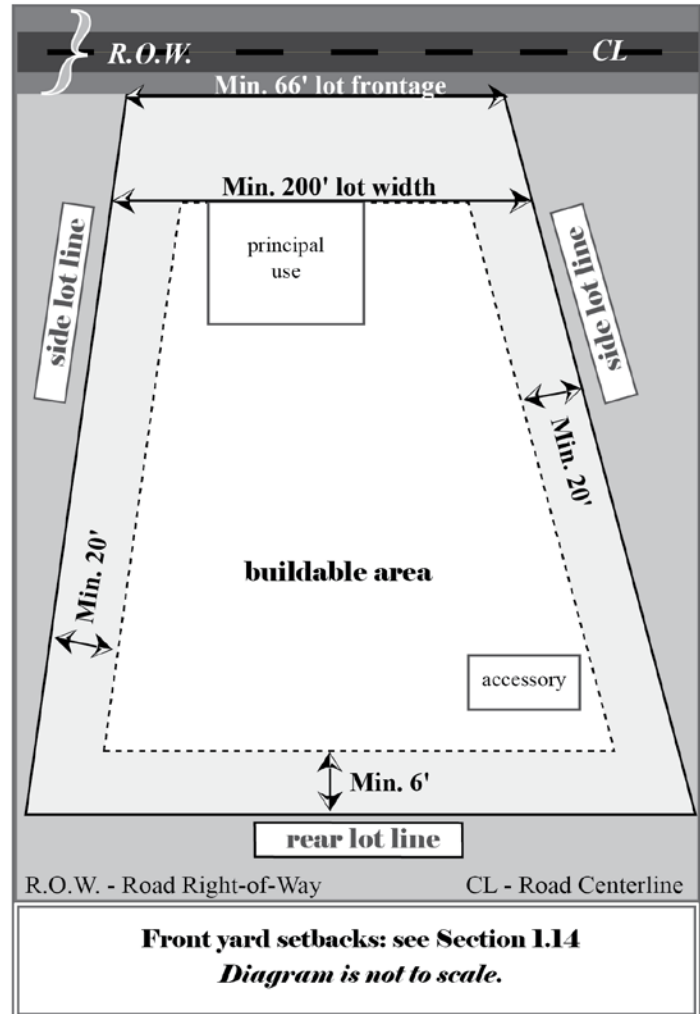 R.O.W.
CL
Min. 66' lot frontage
Min. 200' lot width
principal
use
side lot line
side lot line
Min. 20'
Min. 20'
buildable area
accessory
Min. 6'
rear lot line
R.O.W. - Road Right-of-Way
CL - Road Centerline
Front yard setbacks: see Section 1.14
Diagram is not to scale.